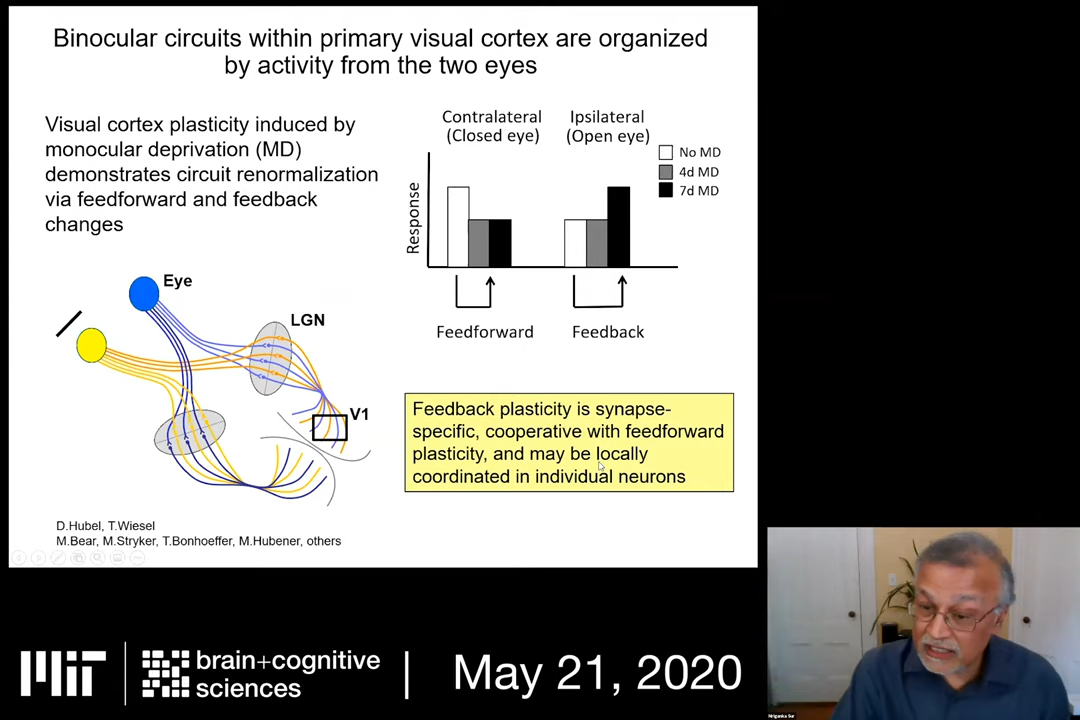 Binocular circuits within primary visual cortex are organized
by activity from the two eyes
Visual cortex plasticity induced by
monocular deprivation (MD)
demonstrates circuit renormalization
via feedforward and feedback
changes
Contralateral
(Closed eye)
Ipsilateral
(Open eye)
No MD
4d MD
7d MD
Response
Feedforward
Feedback
Eye
LGN
V1
Feedback plasticity is synapse-
specific, cooperative with feedforward
plasticity, and may be locally
coordinated in individual neurons
D.Hubel, T.Wiesel
M.Bear, M.Stryker, T.Bonhoeffer, M.Hubener, others
MIT
brain+cognitive
sciences
May 21, 2020
Mriganka Sur